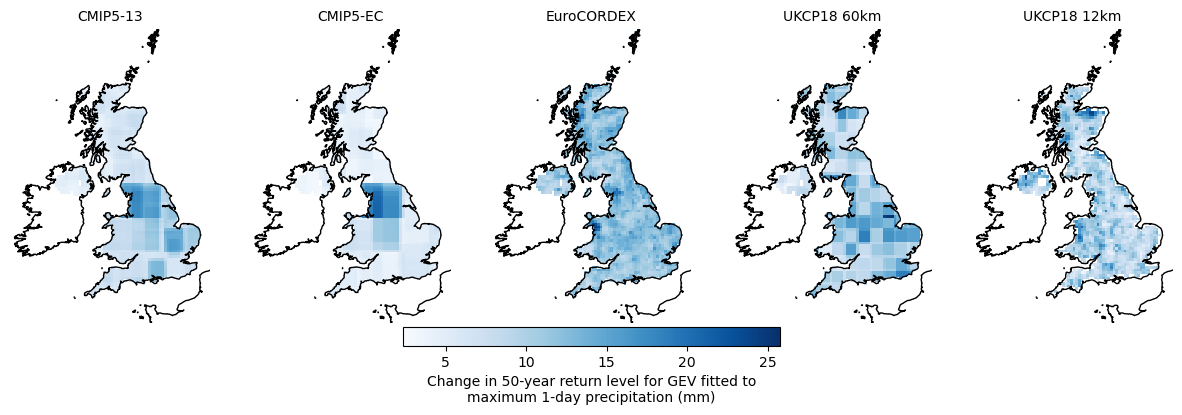 CMIP5-13
CMIP5-EC
EuroCORDEX
UKCP18 60km
UKCP18 12km
5
10
15
20
25
Change in 50-year return level for GEV fitted to
maximum 1-day precipitation (mm)